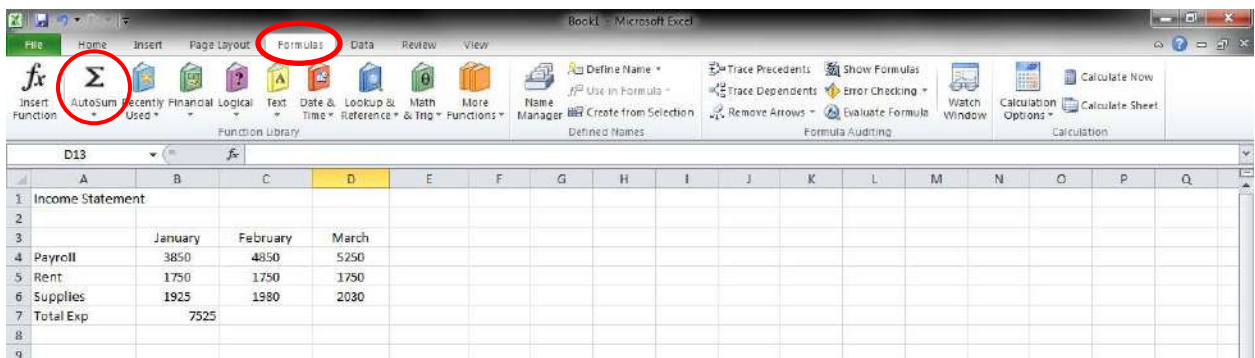 Book1 - Microsoft Excel
File Home Insert Page Layout Formulas Data Review View
fx Σ ? A θ
Insert Function
AutoSum
Recently Used
Financial
Logical
Text
Date & Time
Lookup & Reference
Math & Trig
More Functions
Function Library
Name Manager
Define Name
Use in Formula
Create from Selection
Defined Names
Trace Precedents
Trace Dependents
Remove Arrows
Show Formulas
Error Checking
Evaluate Formula
Formula Auditing
Watch Window
Calculation Options
Calculate Now
Calculate Sheet
Calculation
D13 fx
A B C D E F G H I J K L M N O P Q
1 Income Statement
2
3 January February March
4 Payroll 3850 4850 5250
5 Rent 1750 1750 1750
6 Supplies 1925 1980 2030
7 Total Exp 7525
8
9